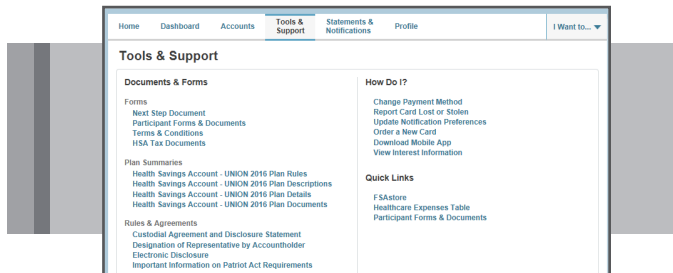 Home
Dashboard
Accounts
Tools &
Support
Statements &
Notifications
Profile
I Want to...
Tools & Support
Documents & Forms
Forms
Next Step Document
Participant Forms & Documents
Terms & Conditions
HSA Tax Documents
Plan Summaries
Health Savings Account - UNION 2016 Plan Rules
Health Savings Account - UNION 2016 Plan Descriptions
Health Savings Account - UNION 2016 Plan Details
Health Savings Account - UNION 2016 Plan Documents
Rules & Agreements
Custodial Agreement and Disclosure Statement
Designation of Representative by Accountholder
Electronic Disclosure
Important Information on Patriot Act Requirements
How Do I?
Change Payment Method
Report Card Lost or Stolen
Update Notification Preferences
Order a New Card
Download Mobile App
View Interest Information
Quick Links
FSAstore
Healthcare Expenses Table
Participant Forms & Documents